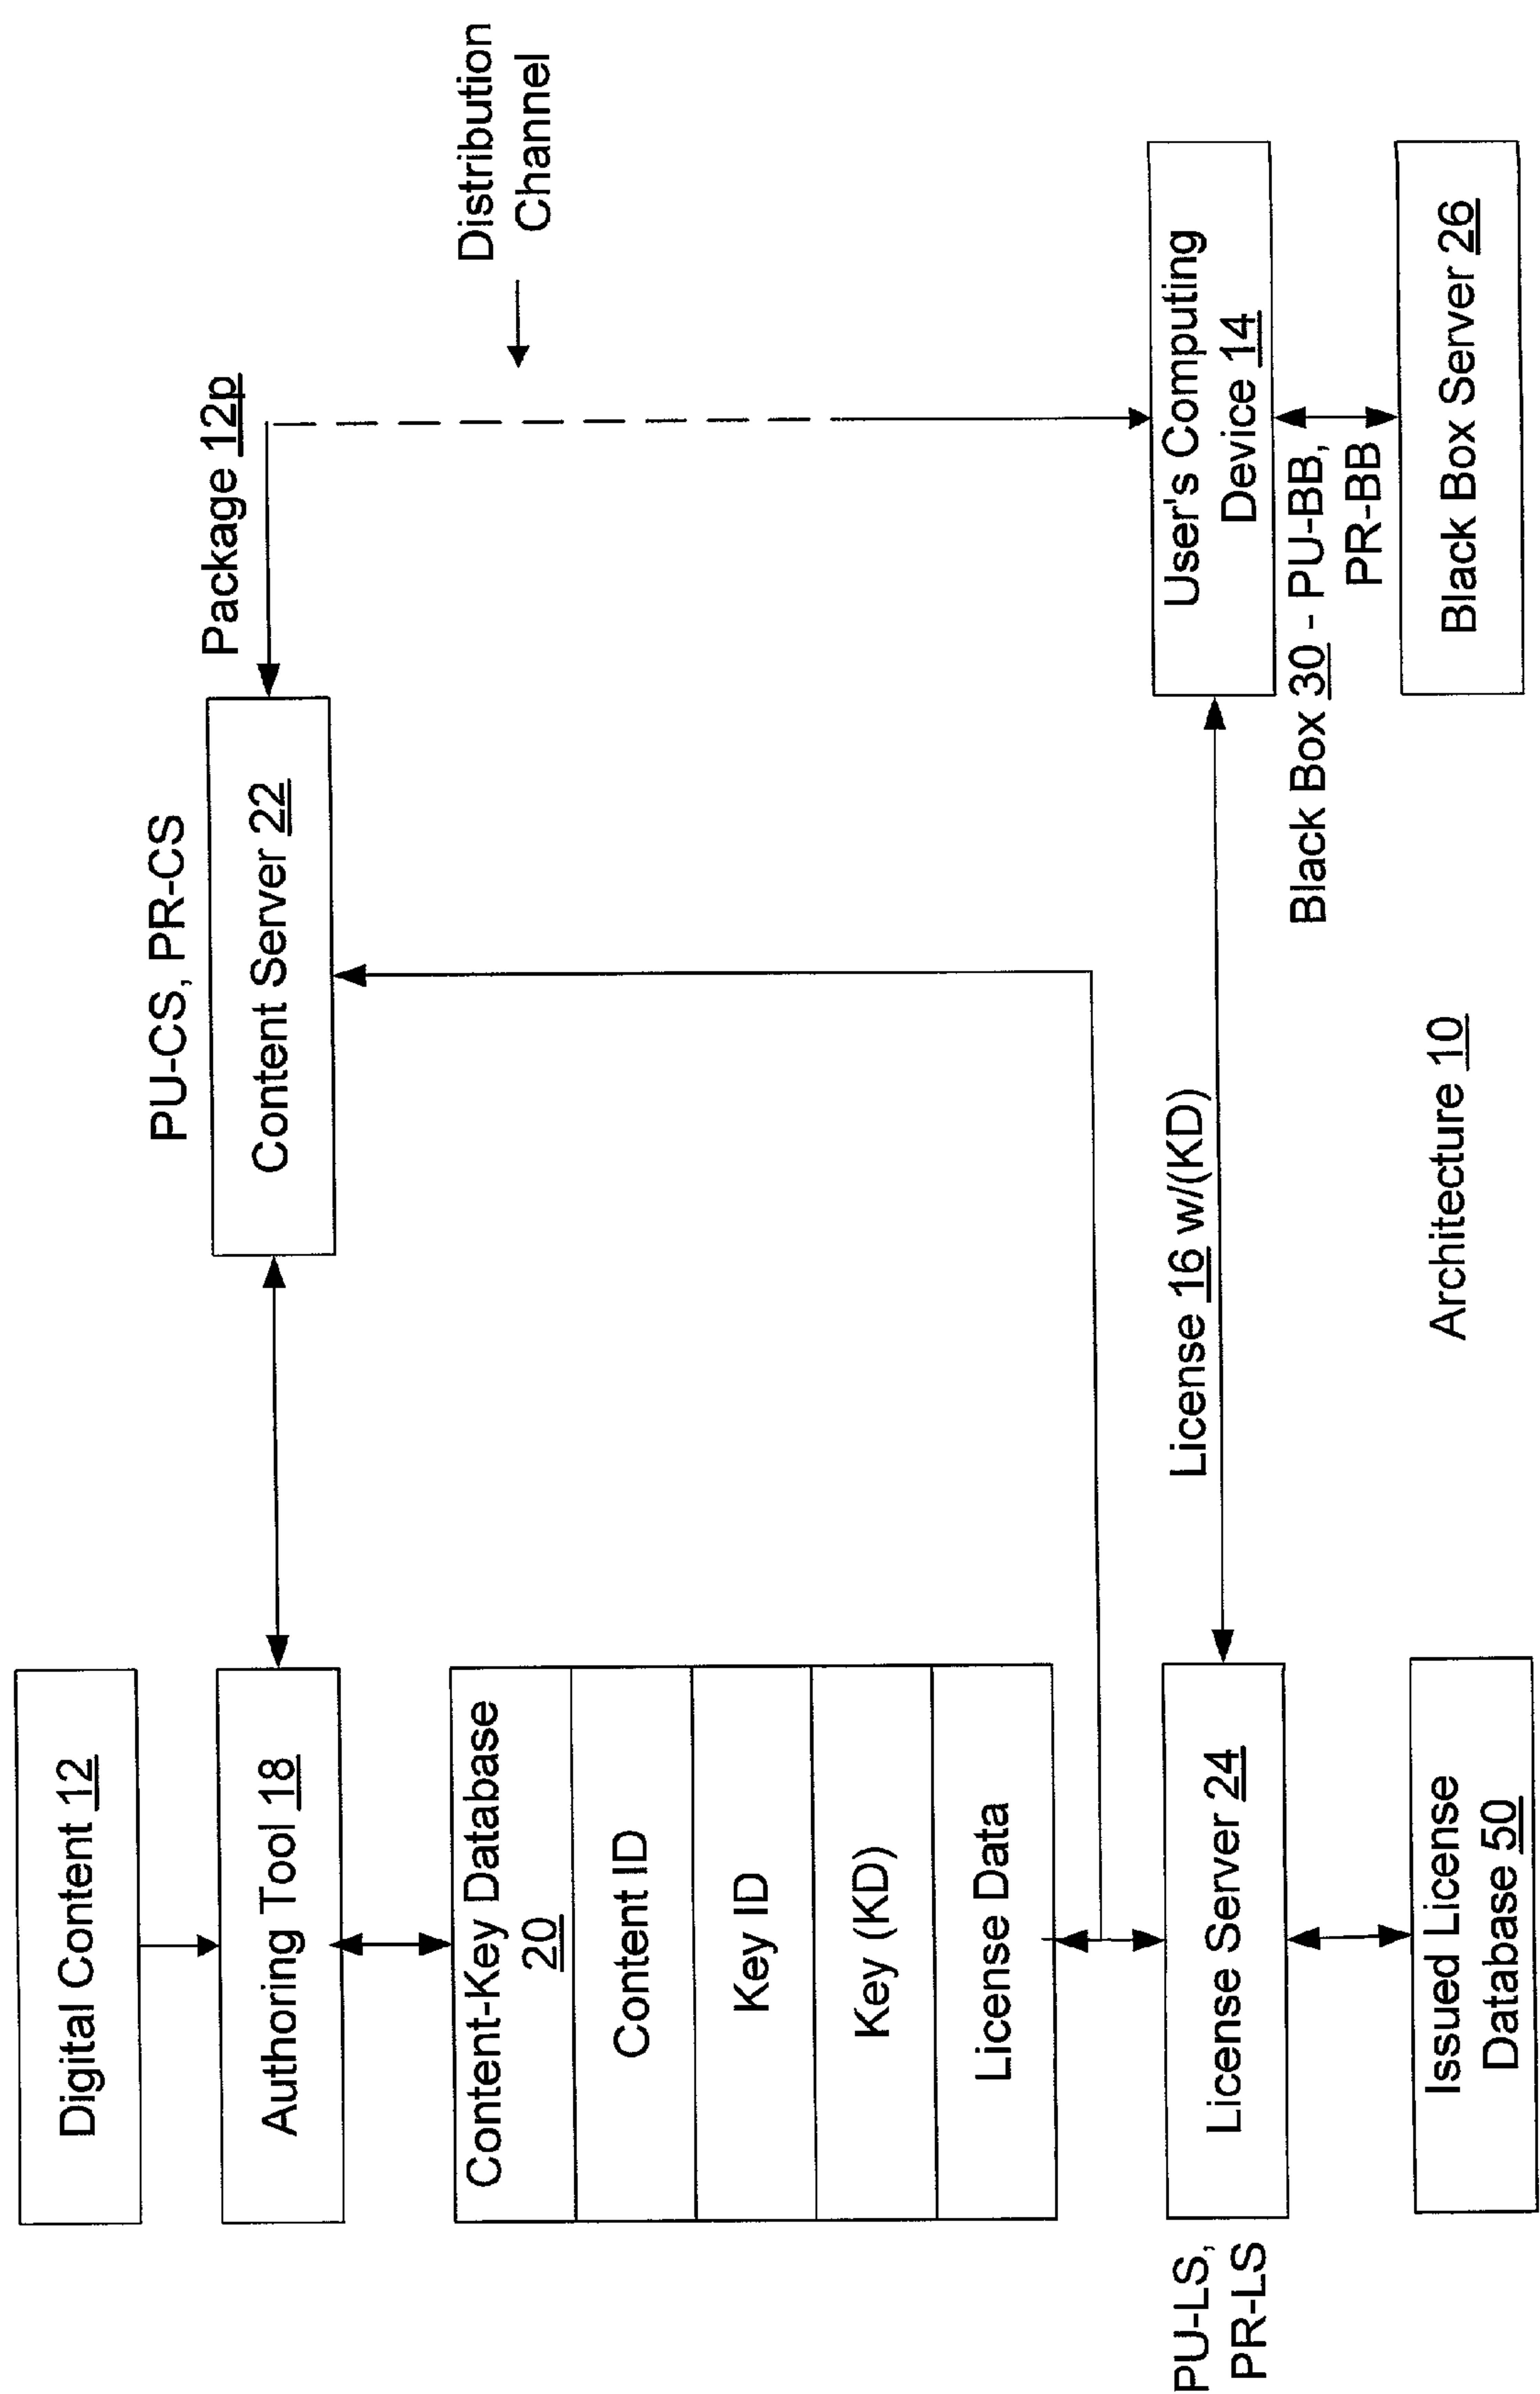 Digital Content 12
Authoring Tool 18
Content-Key Database
20
Content ID
Key ID
Key (KD)
License Data
PU-LS,
PR-LS
License Server 24
Issued License
Database 50
PU-CS, PR-CS
Content Server 22
Package 12p
Distribution
Channel
License 16 w/(KD)
User's Computing
Device 14
Black Box 30 - PU-BB,
PR-BB
Black Box Server 26
Architecture 10